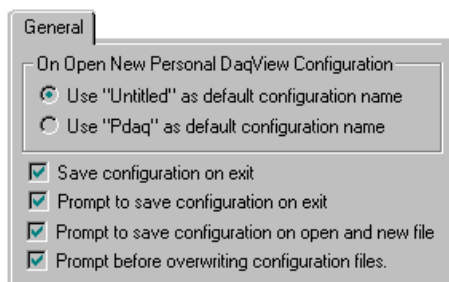 General
On Open New Personal DaqView Configuration
Use "Untitled" as default configuration name
Use "Pdaq" as default configuration name
Save configuration on exit
Prompt to save configuration on exit
Prompt to save configuration on open and new file
Prompt before overwriting configuration files.